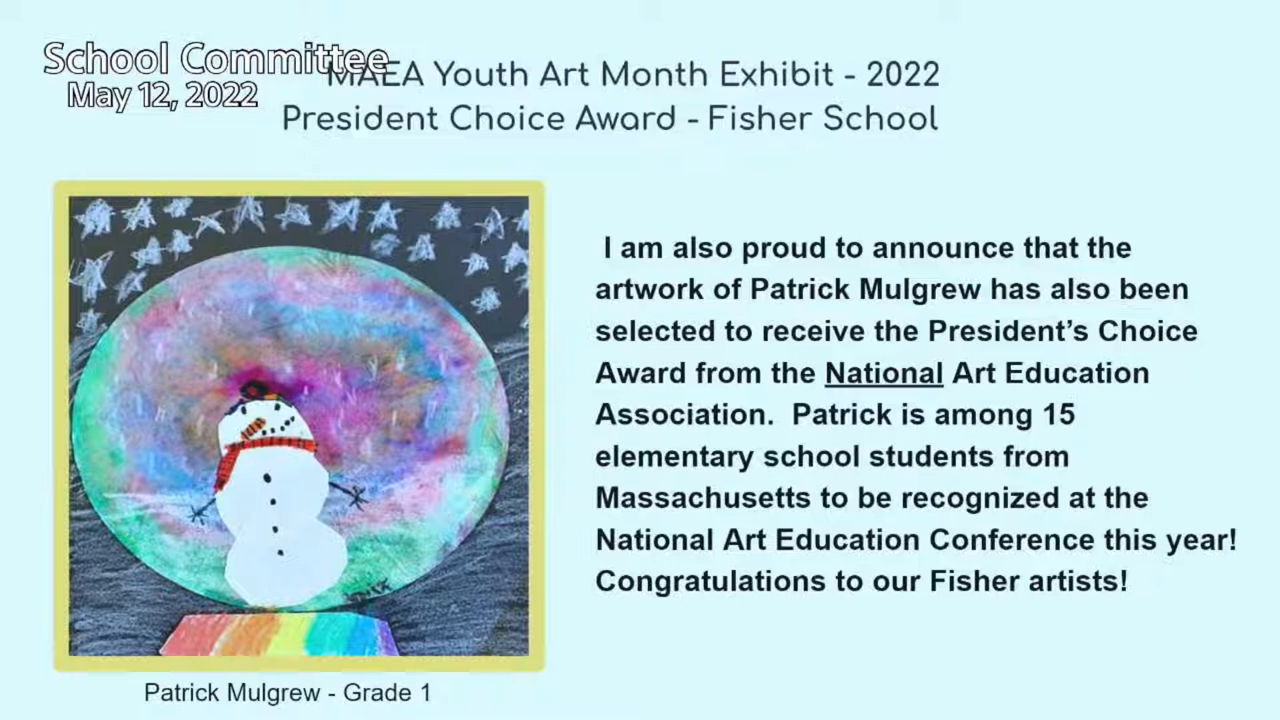 School Committee
May 12, 2022
MAEA Youth Art Month Exhibit - 2022
President Choice Award - Fisher School
I am also proud to announce that the
artwork of Patrick Mulgrew has also been
selected to receive the President’s Choice
Award from the National Art Education
Association.  Patrick is among 15
elementary school students from
Massachusetts to be recognized at the
National Art Education Conference this year!
Congratulations to our Fisher artists!
Patrick Mulgrew - Grade 1